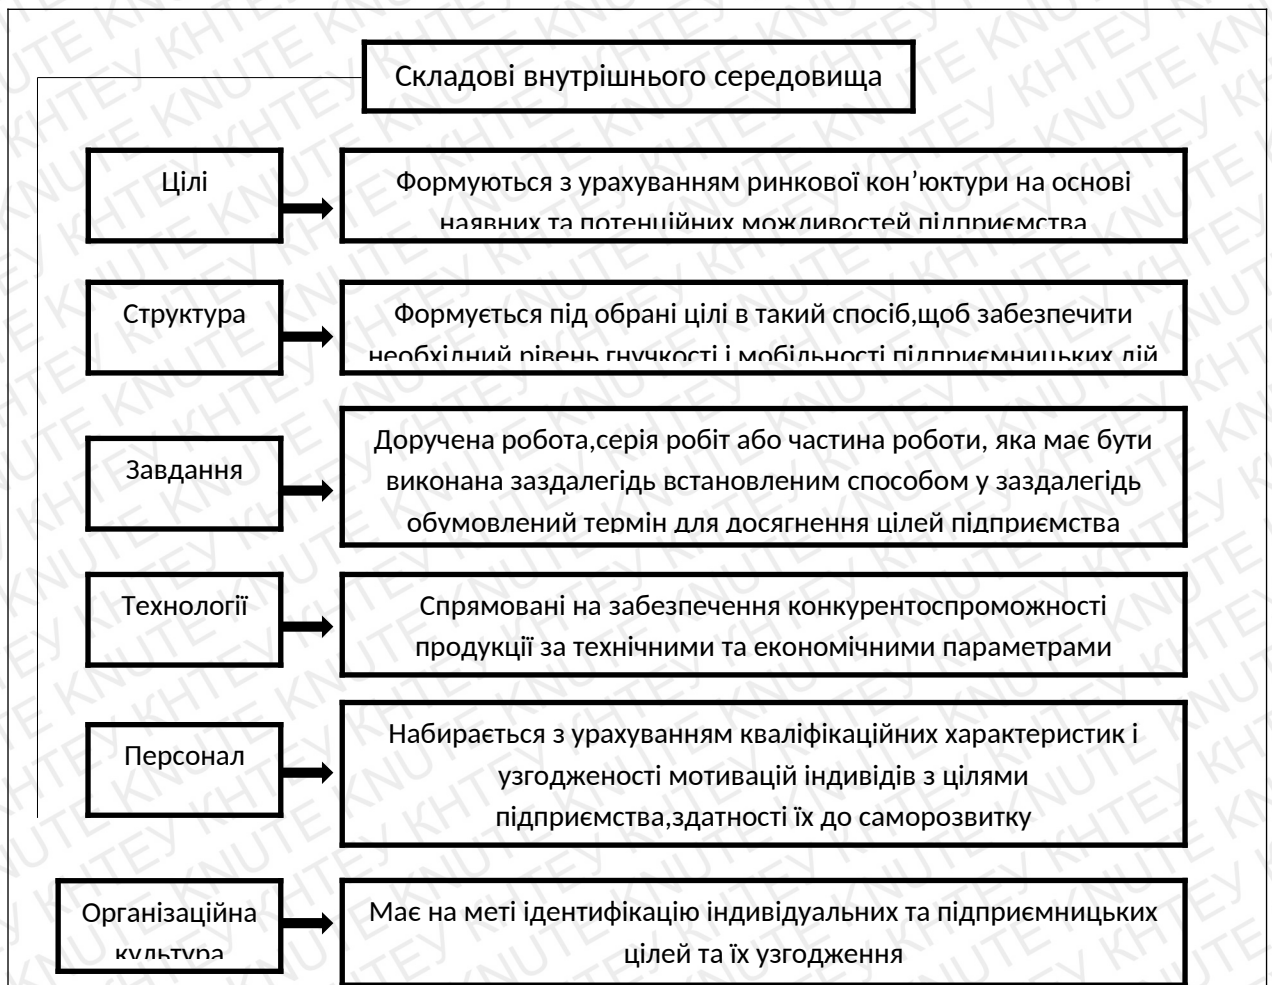 Складові внутрішнього середовища
Цілі
Формуються з урахуванням ринкової кон’юктури на основі
наявних та потенційних можливостей підприємства
Структура
Формується під обрані цілі в такий спосіб,щоб забезпечити
необхідний рівень гнучкості і мобільності підприємницьких дій
Завдання
Доручена робота,серія робіт або частина роботи, яка має бути
виконана заздалегідь встановленим способом у заздалегідь
обумовлений термін для досягнення цілей підприємства
Технології
Спрямовані на забезпечення конкурентоспроможності
продукції за технічними та економічними параметрами
Персонал
Набирається з урахуванням кваліфікаційних характеристик і
узгодженості мотивацій індивідів з цілями
підприємства,здатності їх до саморозвитку
Організаційна
культура
Має на меті ідентифікацію індивідуальних та підприємницьких
цілей та їх узгодження